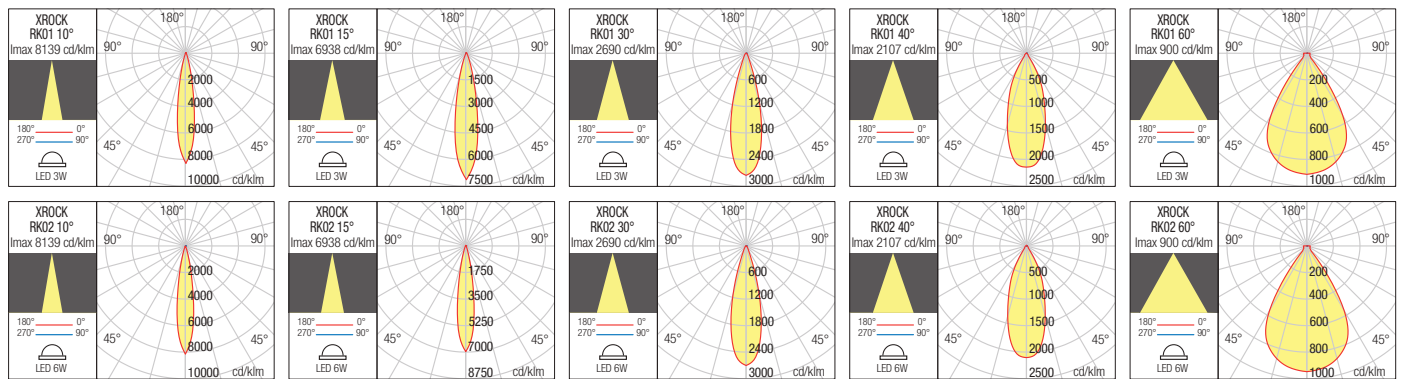 XROCK
RK01 10°
Imax 8139 cd/klm
180° 0°
270° 90°
LED 3W
180°
90° 90°
2000
4000
6000
45° 45°
8000
10000 cd/klm
XROCK
RK01 15°
Imax 6938 cd/klm
180° 0°
270° 90°
LED 3W
180°
90° 90°
1500
3000
4500
45° 45°
6000
7500 cd/klm
XROCK
RK01 30°
Imax 2690 cd/klm
180° 0°
270° 90°
LED 3W
180°
90° 90°
600
1200
1800
45° 45°
2400
3000 cd/klm
XROCK
RK01 40°
Imax 2107 cd/klm
180° 0°
270° 90°
LED 3W
180°
90° 90°
500
1000
1500
45° 45°
2000
2500 cd/klm
XROCK
RK01 60°
Imax 900 cd/klm
180° 0°
270° 90°
LED 3W
180°
90° 90°
200
400
600
45° 45°
800
1000 cd/klm
XROCK
RK02 10°
Imax 8139 cd/klm
180° 0°
270° 90°
LED 6W
180°
90° 90°
2000
4000
6000
45° 45°
8000
10000 cd/klm
XROCK
RK02 15°
Imax 6938 cd/klm
180° 0°
270° 90°
LED 6W
180°
90° 90°
1750
3500
5250
45° 45°
7000
8750 cd/klm
XROCK
RK02 30°
Imax 2690 cd/klm
180° 0°
270° 90°
LED 6W
180°
90° 90°
600
1200
1800
45° 45°
2400
3000 cd/klm
XROCK
RK02 40°
Imax 2107 cd/klm
180° 0°
270° 90°
LED 6W
180°
90° 90°
500
1000
1500
45° 45°
2000
2500 cd/klm
XROCK
RK02 60°
Imax 900 cd/klm
180° 0°
270° 90°
LED 6W
180°
90° 90°
200
400
600
45° 45°
800
1000 cd/klm